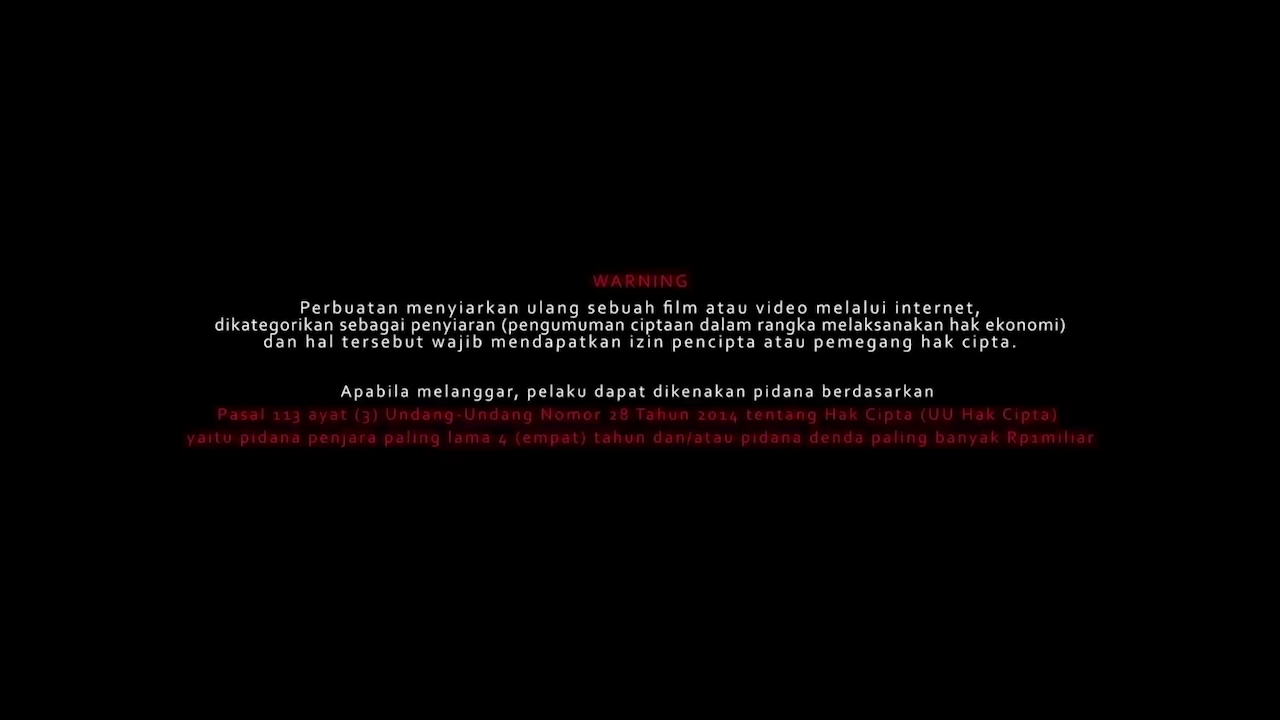 WARNING
Perbuatan menyiarkan ulang sebuah film atau video melalui internet,
dikategorikan sebagai penyiaran (pengumuman ciptaan dalam rangka melaksanakan hak ekonomi)
dan hal tersebut wajib mendapatkan izin pencipta atau pemegang hak cipta.
Apabila melanggar, pelaku dapat dikenakan pidana berdasarkan
Pasal 113 ayat (3) Undang-Undang Nomor 28 Tahun 2014 tentang Hak Cipta (UU Hak Cipta)
yaitu pidana penjara paling lama 4 (empat) tahun dan/atau pidana denda paling banyak Rp1miliar